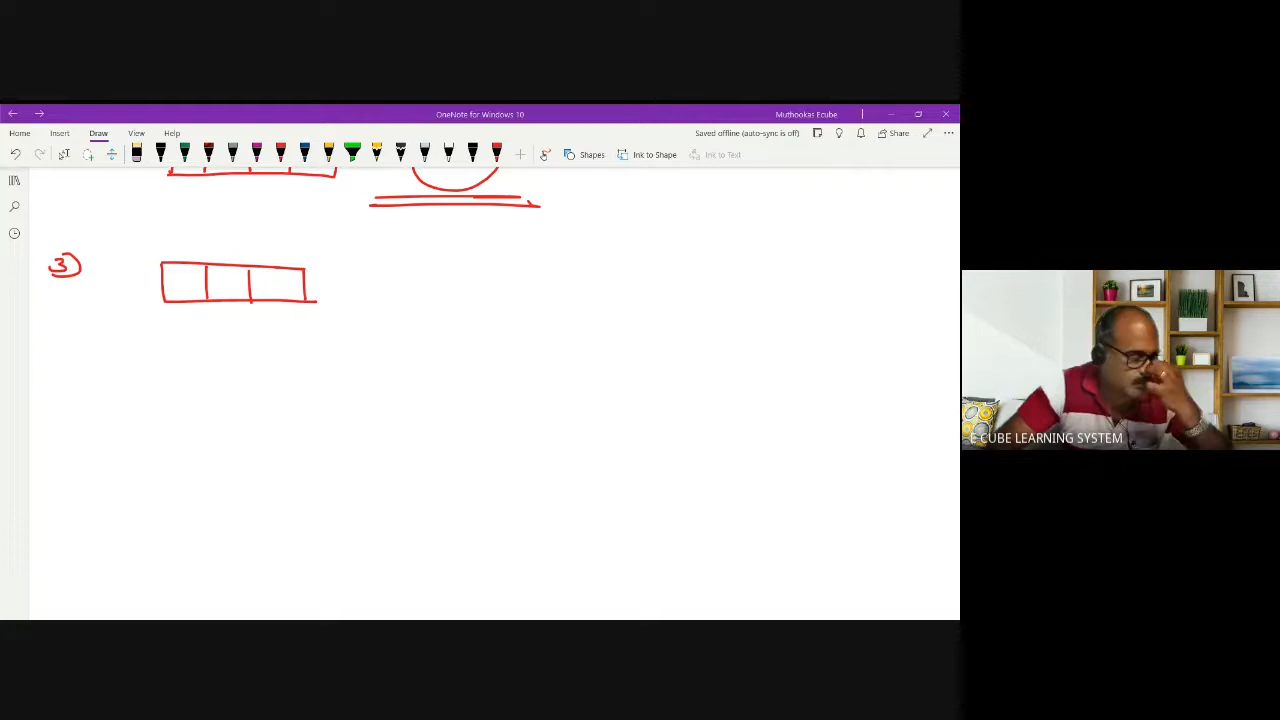 OneNote for Windows 10
Muthookas Ecube
Home Insert Draw View Help
Saved offline (auto-sync is off)
Share
Shapes
Ink to Shape
Ink to Text
3
E CUBE LEARNING SYSTEM